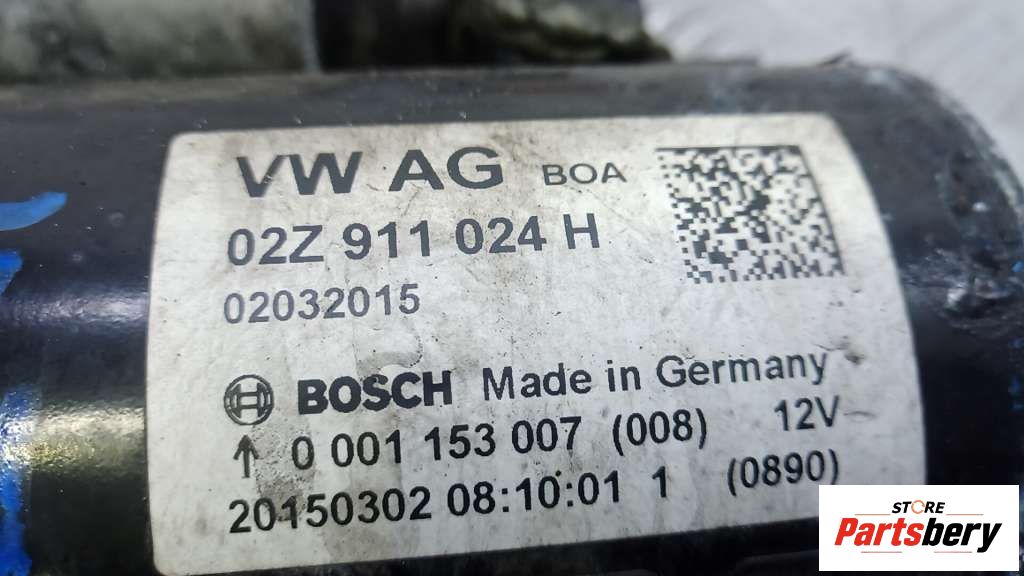 VW AG BOA
02Z 911 024 H
02032015
BOSCH Made in Germany
↑ 0 001 153 007 (008) 12V
20150302 08:10:01 1 (0890)
STORE
Partsbery